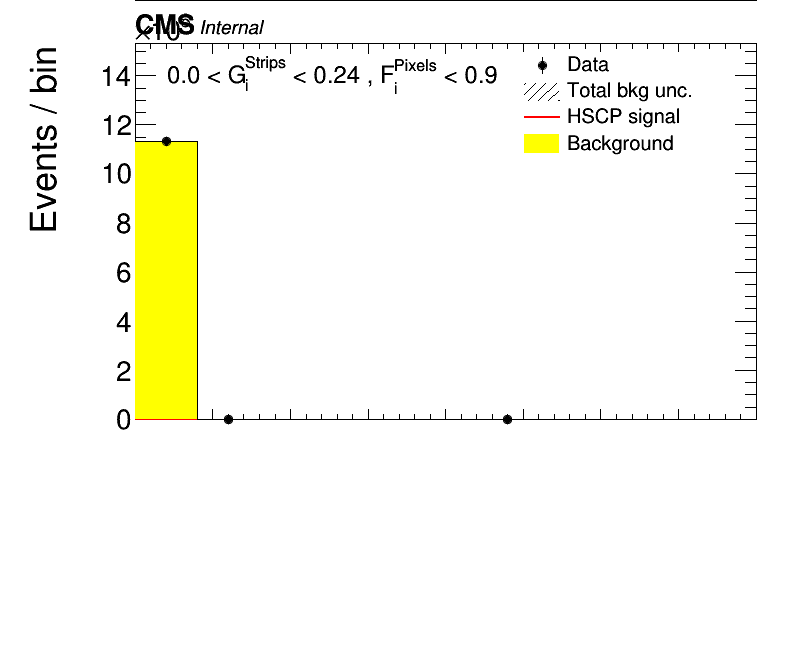 CMS Internal
Events / bin
0.0 < G_i^Strips < 0.24 , F_i^Pixels < 0.9
Data
Total bkg unc.
HSCP signal
Background
14
12
10
8
6
4
2
0